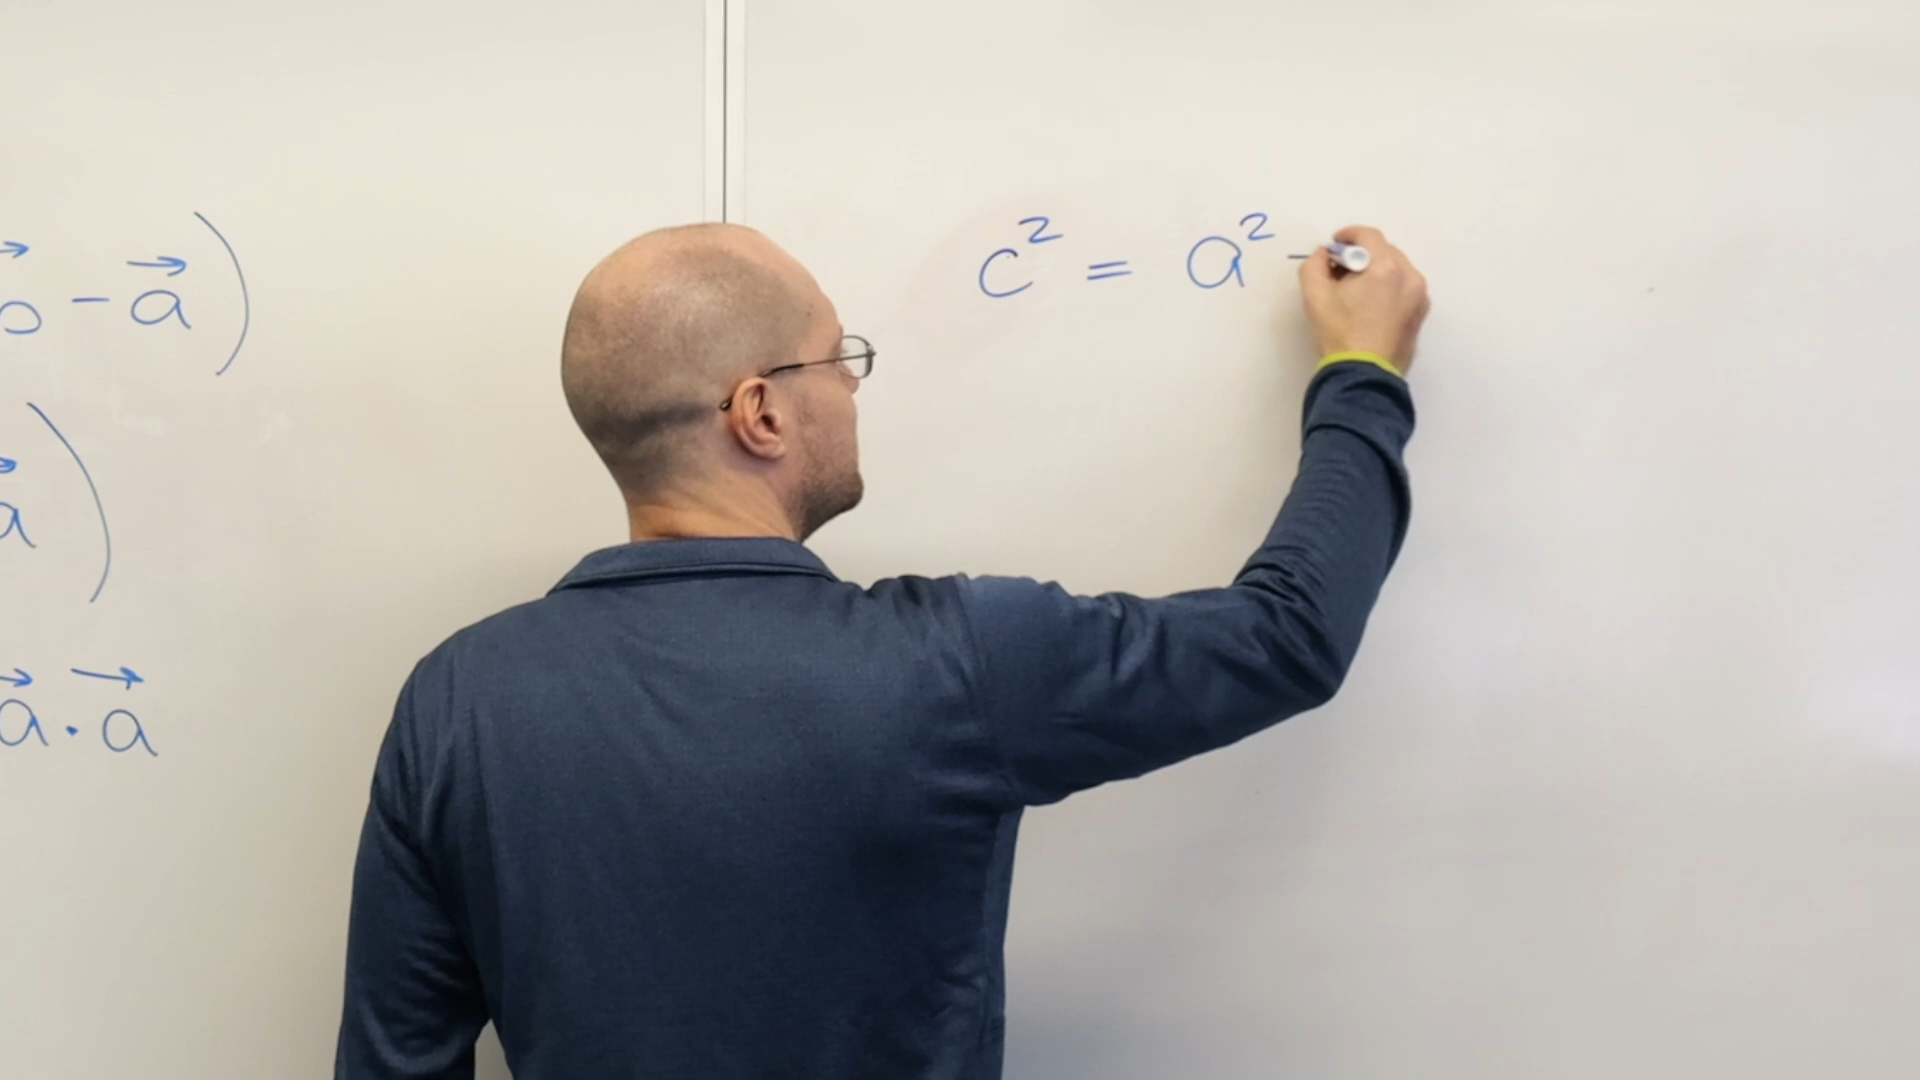 b⃗ - a⃗ )
a⃗ )
a⃗ · a⃗
c² = a² -